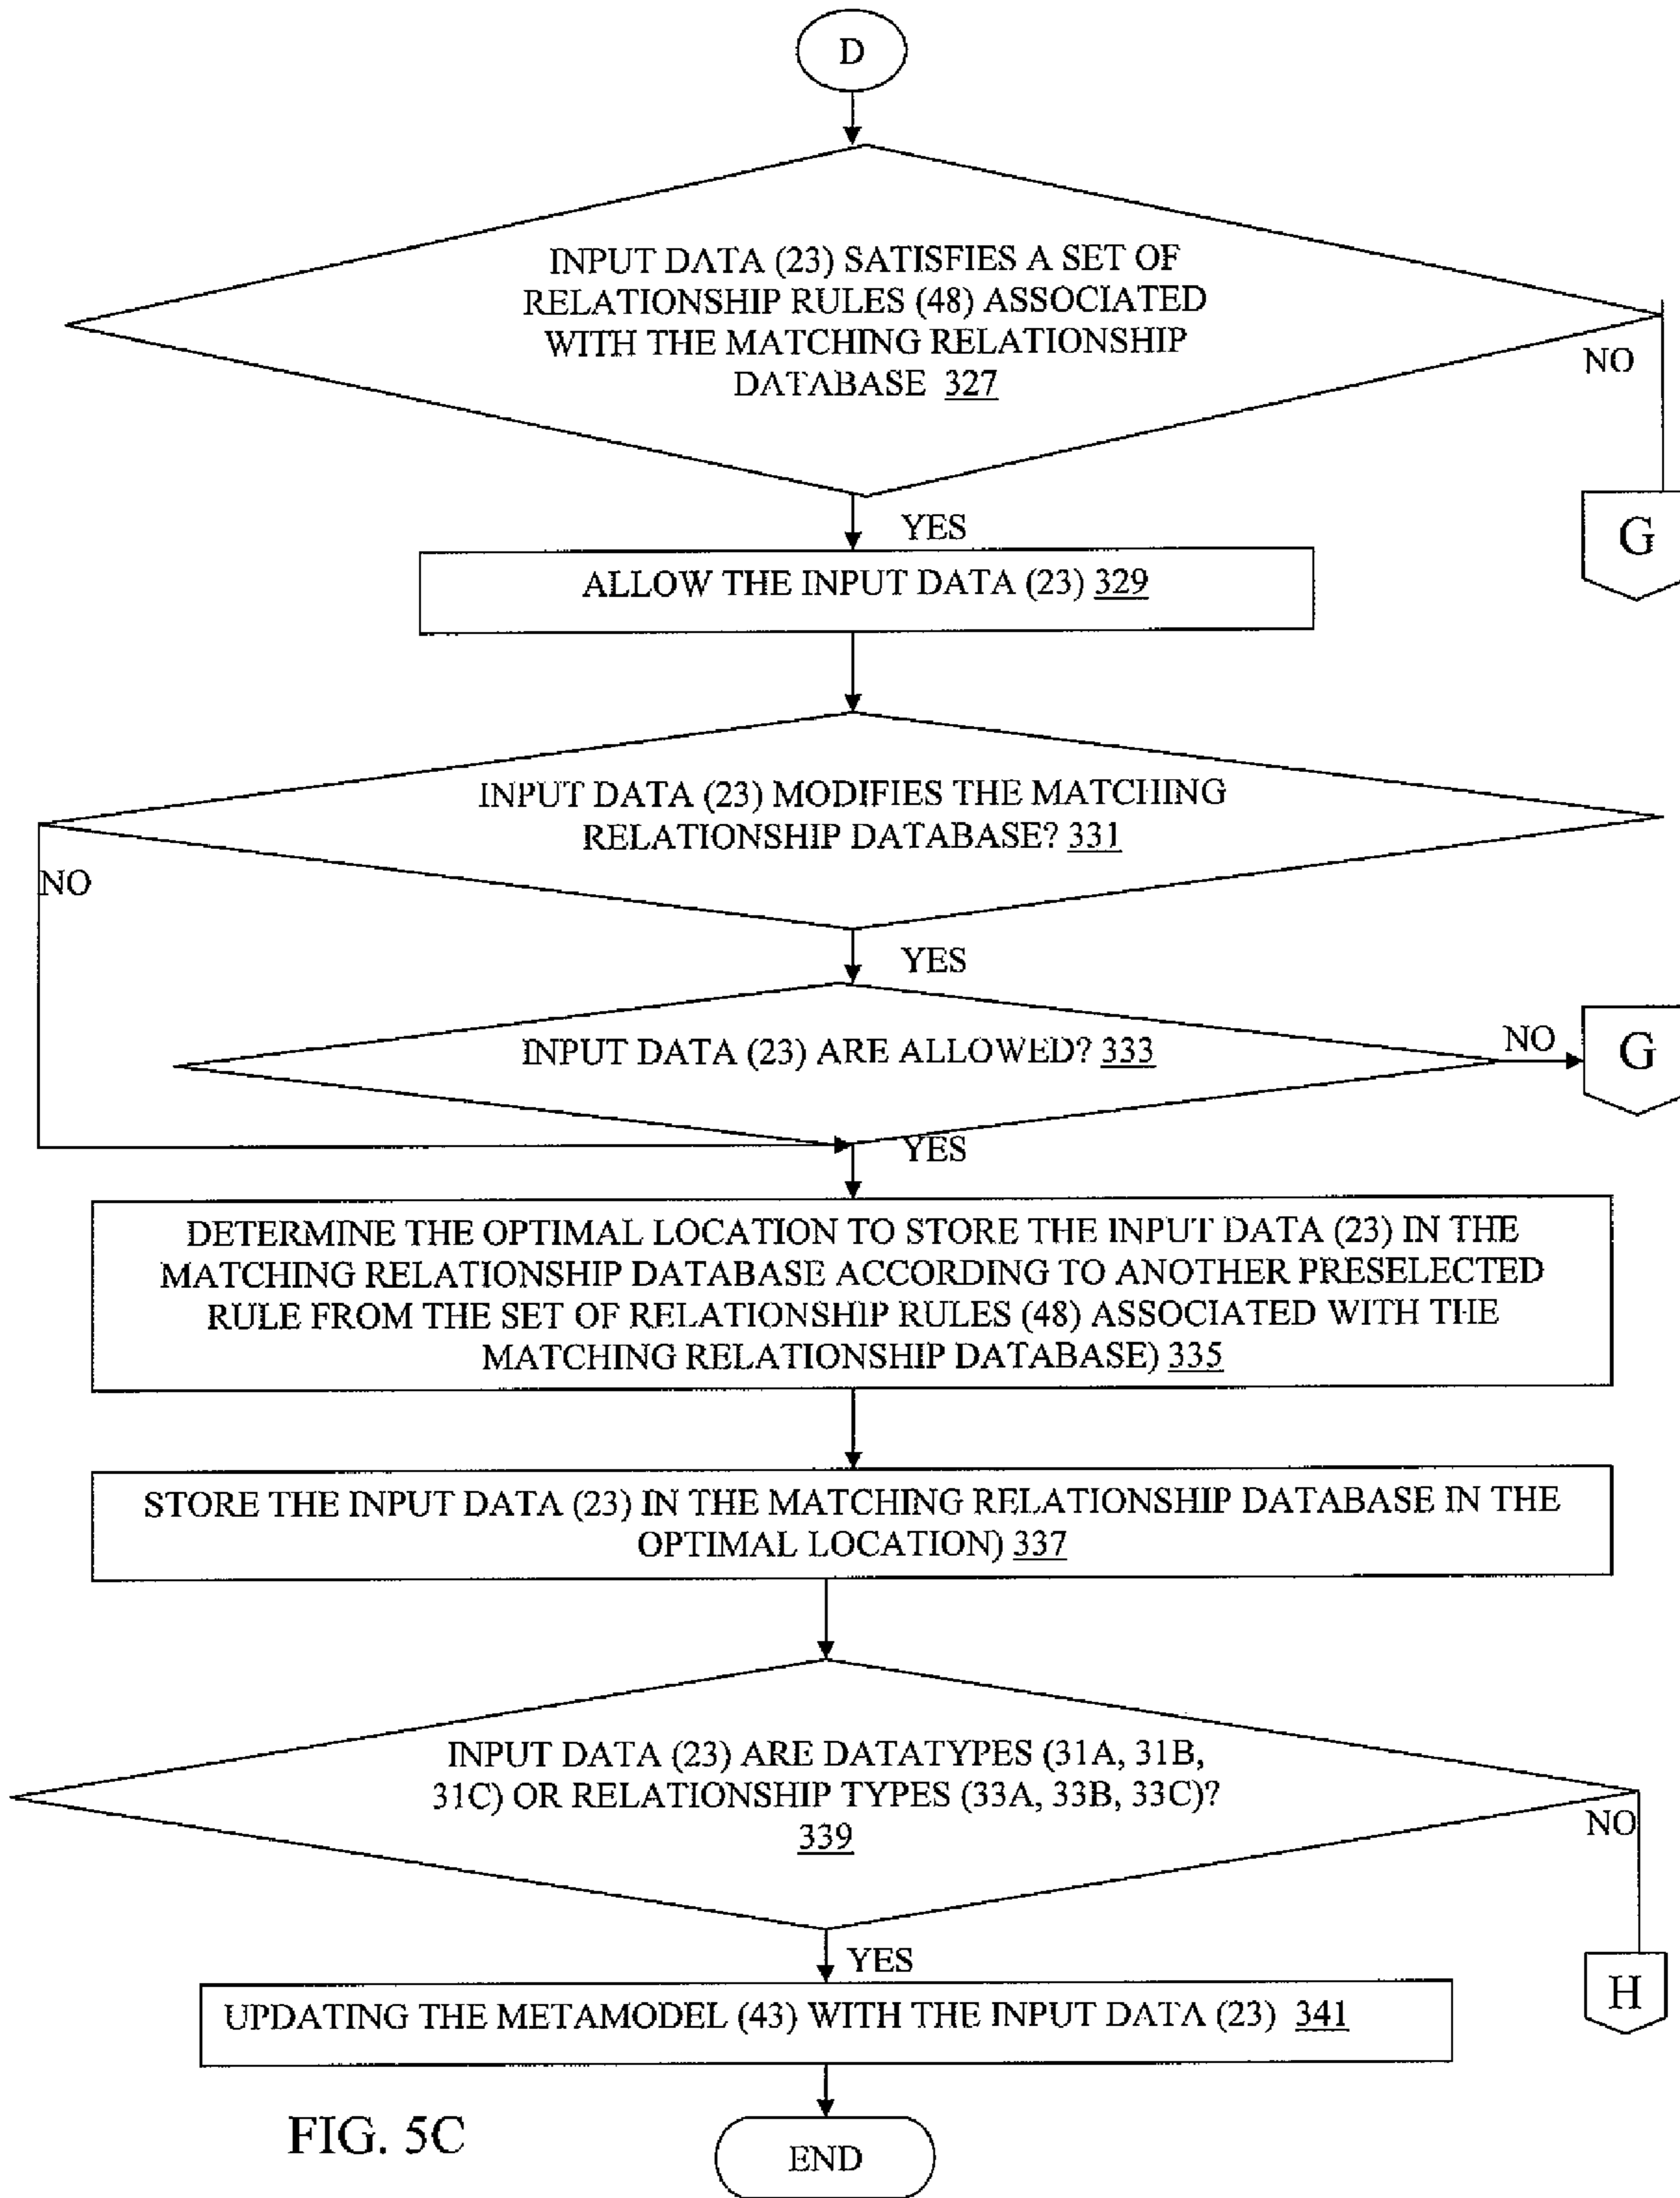 D
INPUT DATA (23) SATISFIES A SET OF
RELATIONSHIP RULES (48) ASSOCIATED
WITH THE MATCHING RELATIONSHIP
DATABASE 327
NO
G
YES
ALLOW THE INPUT DATA (23) 329
INPUT DATA (23) MODIFIES THE MATCHING
RELATIONSHIP DATABASE? 331
NO
YES
INPUT DATA (23) ARE ALLOWED? 333
NO
G
YES
DETERMINE THE OPTIMAL LOCATION TO STORE THE INPUT DATA (23) IN THE
MATCHING RELATIONSHIP DATABASE ACCORDING TO ANOTHER PRESELECTED
RULE FROM THE SET OF RELATIONSHIP RULES (48) ASSOCIATED WITH THE
MATCHING RELATIONSHIP DATABASE) 335
STORE THE INPUT DATA (23) IN THE MATCHING RELATIONSHIP DATABASE IN THE
OPTIMAL LOCATION) 337
INPUT DATA (23) ARE DATATYPES (31A, 31B,
31C) OR RELATIONSHIP TYPES (33A, 33B, 33C)?
339
NO
H
YES
UPDATING THE METAMODEL (43) WITH THE INPUT DATA (23) 341
FIG. 5C
END